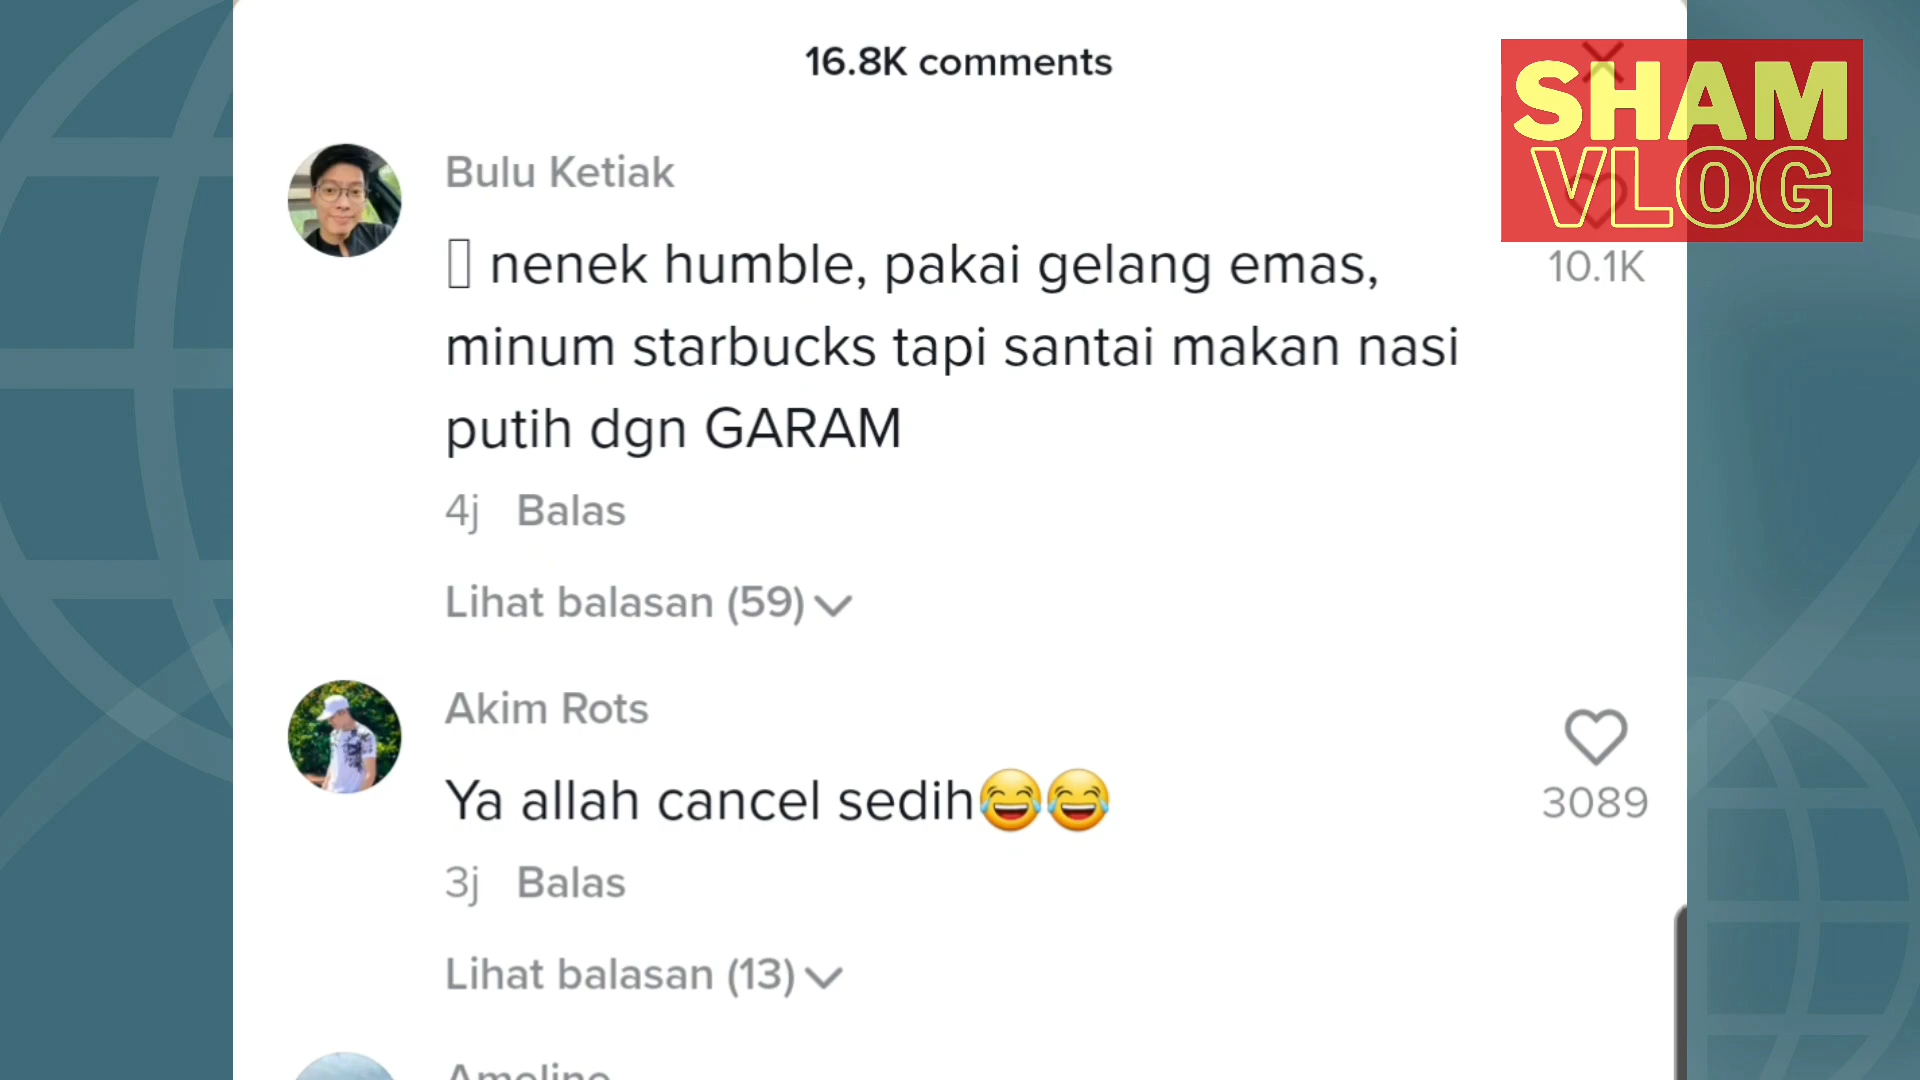 16.8K comments
SHAM
VLOG
Bulu Ketiak
nenek humble, pakai gelang emas,
minum starbucks tapi santai makan nasi
putih dgn GARAM
10.1K
4j Balas
Lihat balasan (59)
Akim Rots
Ya allah cancel sedih😂😂
3089
3j Balas
Lihat balasan (13)